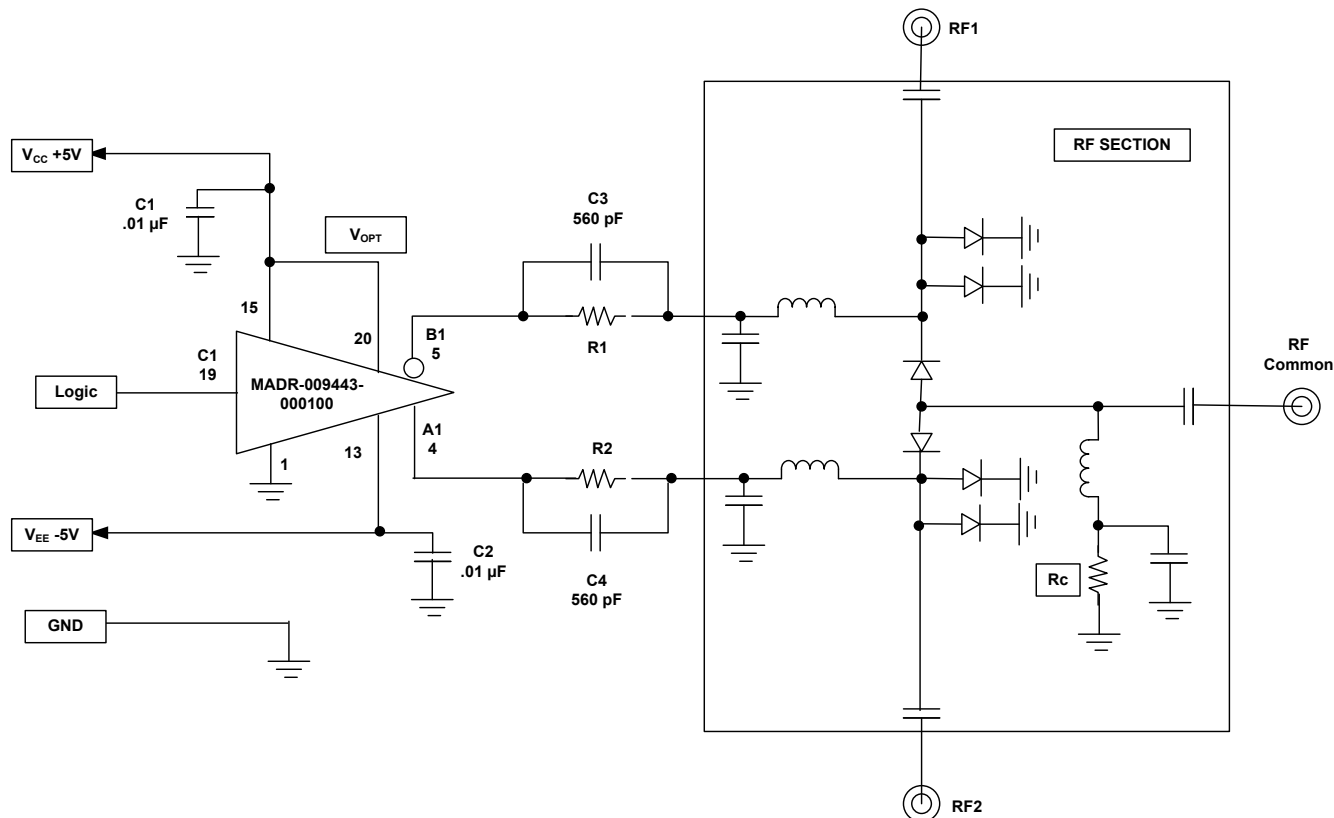 RF1
RF SECTION
VCC +5V
C1
.01 µF
VOPT
C3
560 pF
15
20
B1
5
R1
C1
19
Logic
MADR-009443-
000100
RF
Common
1
13
A1
4
R2
VEE -5V
C2
.01 µF
C4
560 pF
Rc
GND
RF2